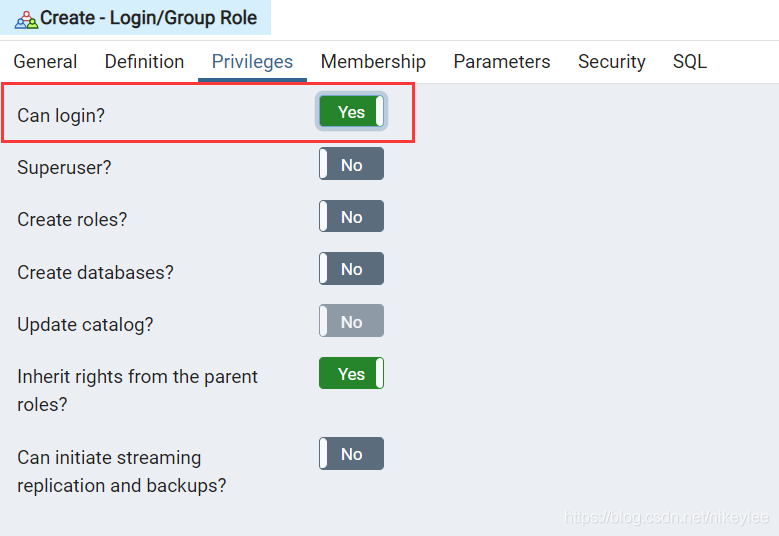 Create - Login/Group Role
General Definition Privileges Membership Parameters Security SQL
Can login? Yes
Superuser? No
Create roles? No
Create databases? No
Update catalog? No
Inherit rights from the parent Yes
roles?
Can initiate streaming No
replication and backups?
https://blog.csdn.net/nikeylee